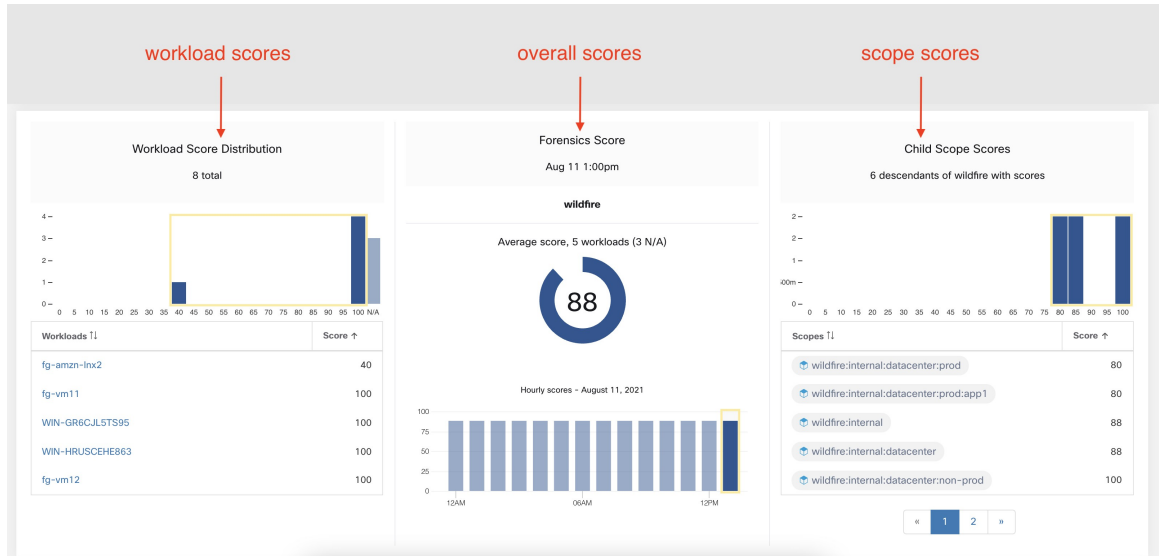 workload scores
overall scores
scope scores
Workload Score Distribution
8 total
4
3
2
1
0
0 5 10 15 20 25 30 35 40 45 50 55 60 65 70 75 80 85 90 95 100 N/A
Workloads Score
fg-amzn-lnx2 40
fg-vm11 100
WIN-GR6CJL5TS95 100
WIN-HRUSCEHE863 100
fg-vm12 100
Forensics Score
Aug 11 1:00pm
wildfire
Average score, 5 workloads (3 N/A)
88
Hourly scores - August 11, 2021
100
75
50
25
0
12AM 06AM 12PM
Child Scope Scores
6 descendants of wildfire with scores
2
2
1
00m
0
0 5 10 15 20 25 30 35 40 45 50 55 60 65 70 75 80 85 90 95 100
Scopes Score
wildfire:internal:datacenter:prod 80
wildfire:internal:datacenter:prod:app1 80
wildfire:internal 88
wildfire:internal:datacenter 88
wildfire:internal:datacenter:non-prod 100
« 1 2 »